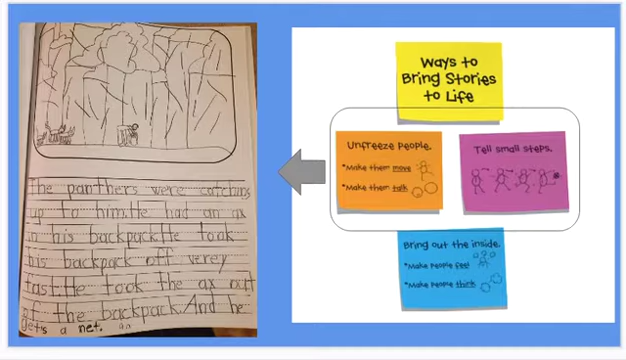 The panthers were catching
up to him. He had an ax
in his backpack He took
his backpack off verey
fast. He took the ax out
of the backpack. And he
gets a net.
Ways to
Bring Stories
to Life
Unfreeze People.
*Make them move
*Make them talk
Tell small steps.
Bring out the inside.
*Make People feel
*Make People think